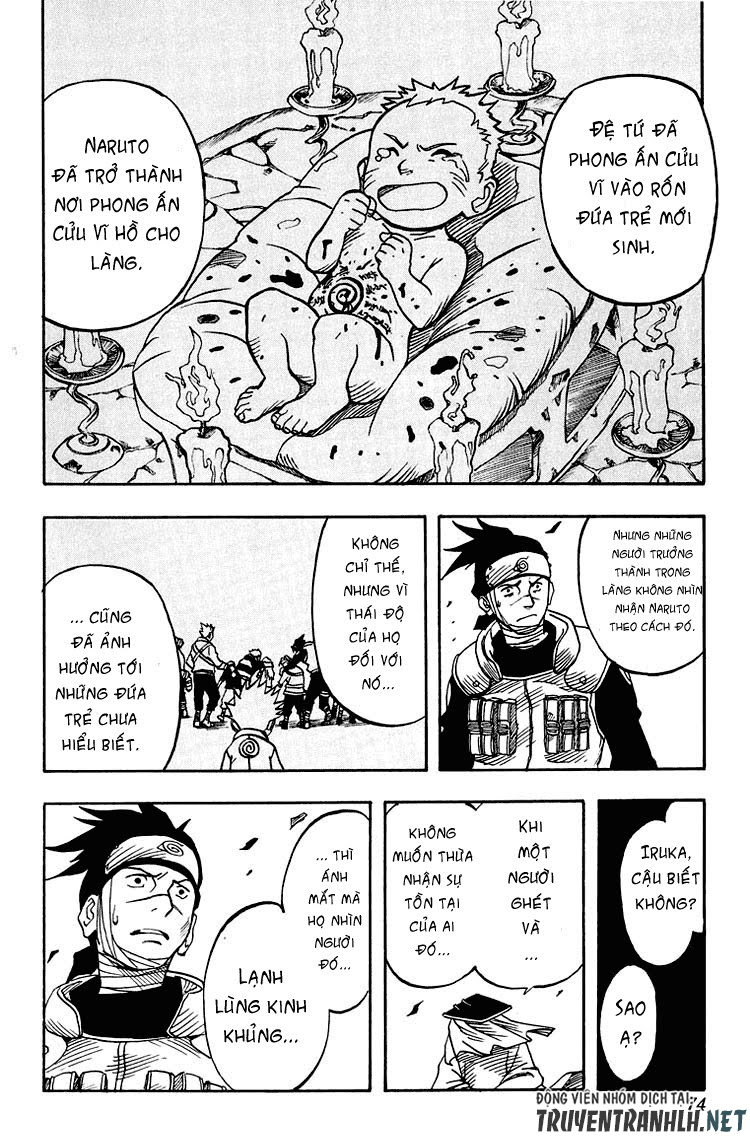 Đệ Tứ đã
phong ấn Cửu
Vĩ vào rốn
đứa trẻ mới
sinh.
Naruto
đã trở thành
nơi phong ấn
Cửu Vĩ Hồ cho
làng.
Nhưng những
người trưởng
thành trong
làng không nhìn
nhận Naruto
theo cách đó.
Không
chỉ thế,
nhưng vì
thái độ
của họ
đối với
nó...
... cũng
đã ảnh
hưởng tới
những đứa
trẻ chưa
hiểu biết.
Iruka,
cậu biết
không?
Sao
ạ?
Khi
một
người
ghét
và
...
không
muốn thừa
nhận sự
tồn tại
của ai
đó...
... thì
ánh
mắt mà
họ nhìn
người
đó...
Lạnh
lùng kinh
khủng...
74
ĐỘNG VIÊN NHÓM DỊCH TẠI:
TRUYENTRANHLH.NET